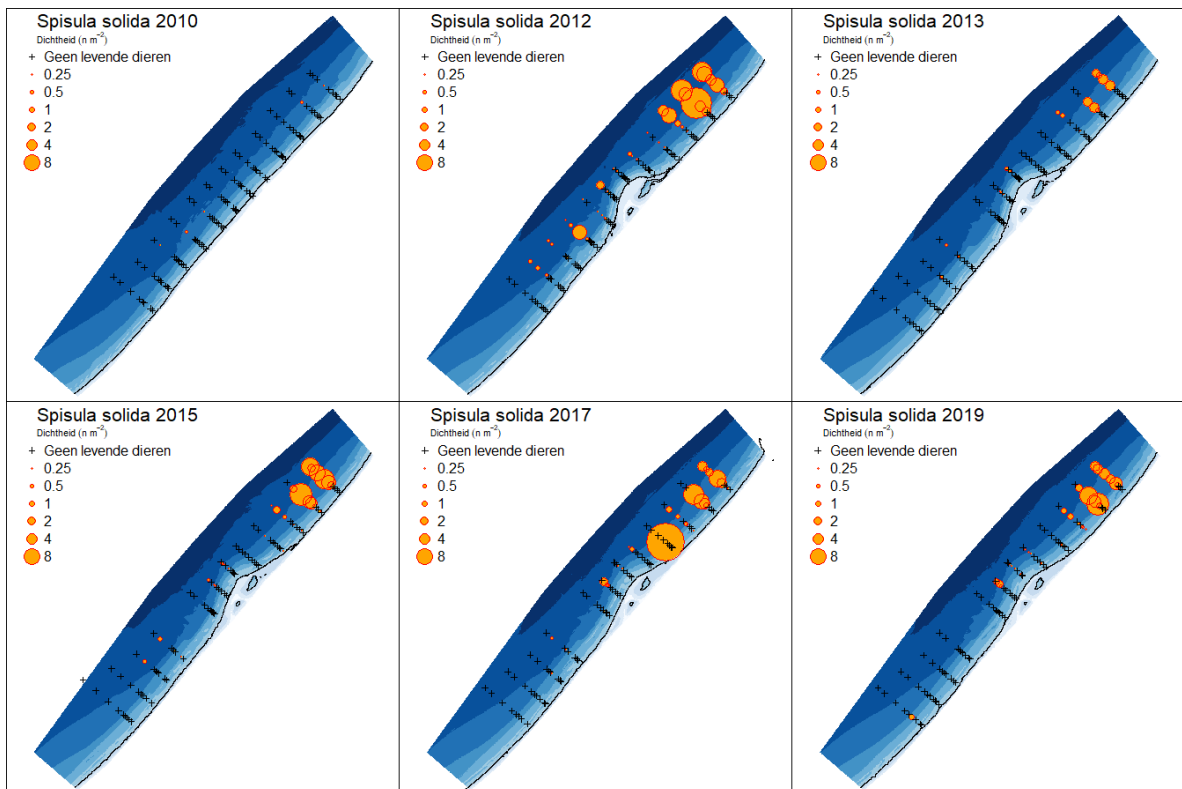 Spisula solida 2010
Dichtheid (n m⁻²)
Geen levende dieren
0.25
0.5
1
2
4
8
Spisula solida 2012
Dichtheid (n m⁻²)
Geen levende dieren
0.25
0.5
1
2
4
8
Spisula solida 2013
Dichtheid (n m⁻²)
Geen levende dieren
0.25
0.5
1
2
4
8
Spisula solida 2015
Dichtheid (n m⁻²)
Geen levende dieren
0.25
0.5
1
2
4
8
Spisula solida 2017
Dichtheid (n m⁻²)
Geen levende dieren
0.25
0.5
1
2
4
8
Spisula solida 2019
Dichtheid (n m⁻²)
Geen levende dieren
0.25
0.5
1
2
4
8